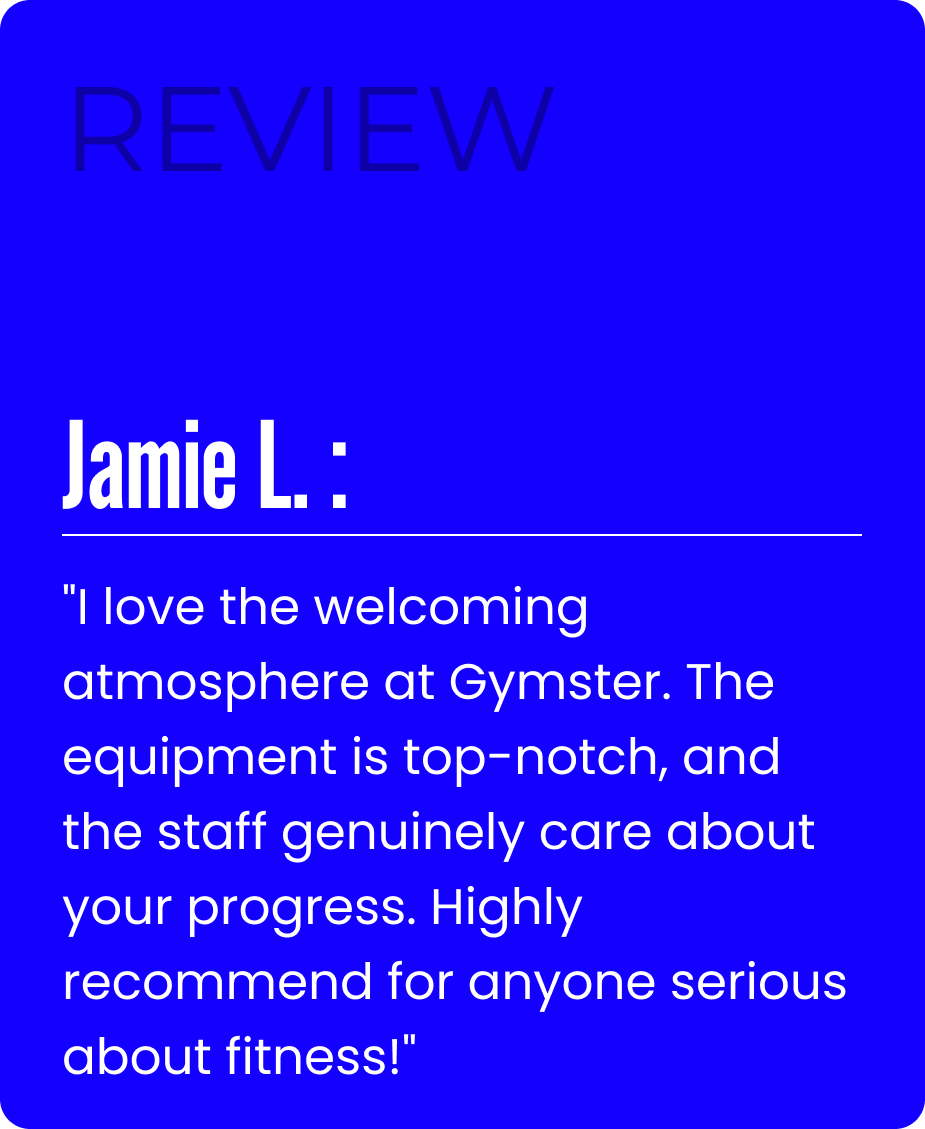 REVIEW
Jamie L. :
"I love the welcoming
atmosphere at Gymster. The
equipment is top-notch, and
the staff genuinely care about
your progress. Highly
recommend for anyone serious
about fitness!"